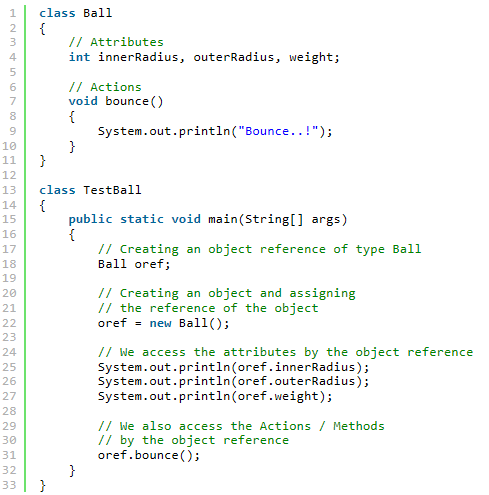 1 class Ball
2 {
3     // Attributes
4     int innerRadius, outerRadius, weight;
5
6     // Actions
7     void bounce()
8     {
9         System.out.println("Bounce..!");
10     }
11 }
12
13 class TestBall
14 {
15     public static void main(String[] args)
16     {
17         // Creating an object reference of type Ball
18         Ball oref;
19
20         // Creating an object and assigning
21         // the reference of the object
22         oref = new Ball();
23
24         // We access the attributes by the object reference
25         System.out.println(oref.innerRadius);
26         System.out.println(oref.outerRadius);
27         System.out.println(oref.weight);
28
29         // We also access the Actions / Methods
30         // by the object reference
31         oref.bounce();
32     }
33 }